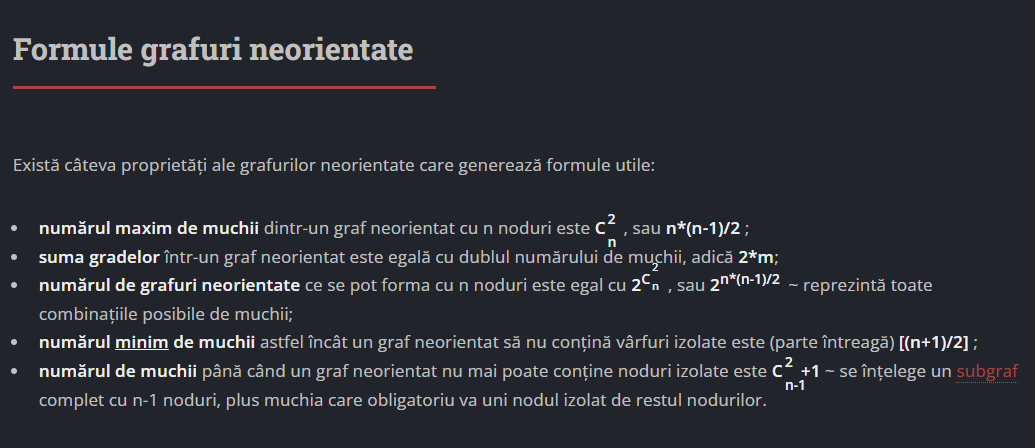 Formule grafuri neorientate
Există câteva proprietăți ale grafurilor neorientate care generează formule utile:
• numărul maxim de muchii dintr-un graf neorientat cu n noduri este C²ₙ , sau n*(n-1)/2 ;
• suma gradelor într-un graf neorientat este egală cu dublul numărului de muchii, adică 2*m;
• numărul de grafuri neorientate ce se pot forma cu n noduri este egal cu 2^C²ₙ , sau 2^n*(n-1)/2 ~ reprezintă toate
combinațiile posibile de muchii;
• numărul minim de muchii astfel încât un graf neorientat să nu conțină vârfuri izolate este (parte întreagă) [(n+1)/2] ;
• numărul de muchii până când un graf neorientat nu mai poate conține noduri izolate este C²ₙ₋₁+1 ~ se înțelege un subgraf
complet cu n-1 noduri, plus muchia care obligatoriu va uni nodul izolat de restul nodurilor.